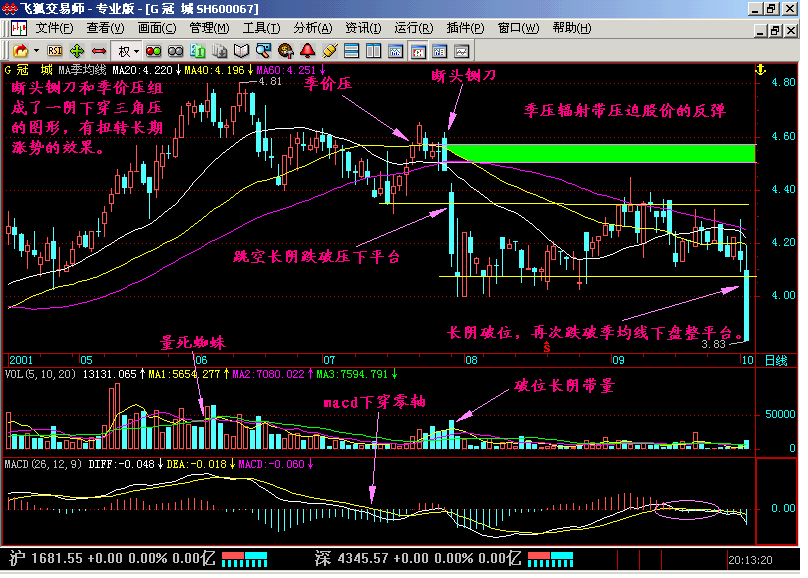 飞狐交易师 - 专业版 - [G 冠  城 SH600067]
文件(F) 查看(V) 画面(C) 管理(M) 工具(T) 分析(A) 资讯(I) 运行(R) 插件(P) 窗口(W) 帮助(H)
RSI 权
G 冠 城 MA季均线 MA20:4.220↓ MA40:4.196↓ MA60:4.251↓
断头铡刀和季价压组
成了一阴下穿三角压
的图形，有扭转长期
涨势的效果。
4.81
季价压
断头铡刀
季压辐射带压迫股价的反弹
4.80
4.60
4.40
4.20
4.00
跳空长阴跌破压下平台
长阴破位，再次跌破季均线下盘整平台。
3.83
量死蜘蛛
2001 05 06 07 08 09 10 日线
VOL(5,10,20) 13131.065↑ MA1:5654.277↑ MA2:7080.022↑ MA3:7594.791↓
macd下穿零轴
破位长阴带量
50000
0
MACD(26,12,9) DIFF:-0.048↓ DEA:-0.018↓ MACD:-0.060↓
0.00
沪 1681.55 +0.00 0.00% 0.00亿 深 4345.57 +0.00 0.00% 0.00亿 20:13:20